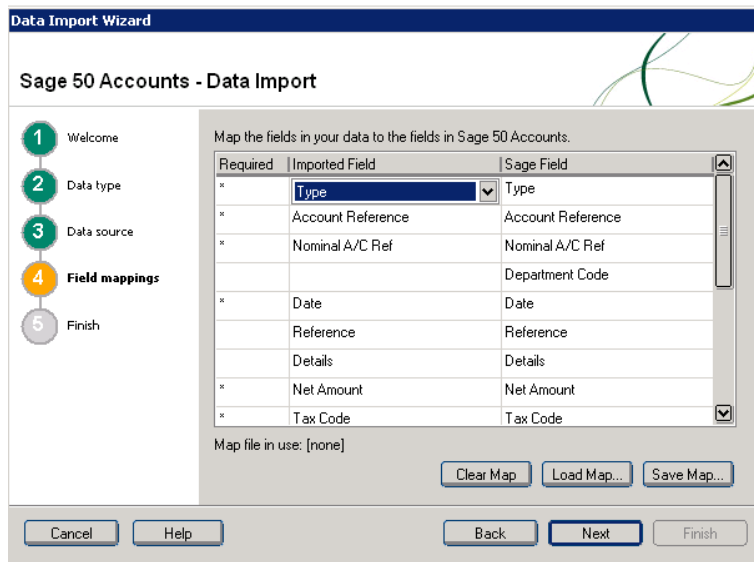 Data Import Wizard
Sage 50 Accounts - Data Import
1 Welcome
2 Data type
3 Data source
4 Field mappings
5 Finish
Map the fields in your data to the fields in Sage 50 Accounts.
Required Imported Field Sage Field
* Type Type
* Account Reference Account Reference
* Nominal A/C Ref Nominal A/C Ref
Department Code
* Date Date
Reference Reference
Details Details
* Net Amount Net Amount
* Tax Code Tax Code
Map file in use: [none]
Clear Map Load Map... Save Map...
Cancel Help Back Next Finish